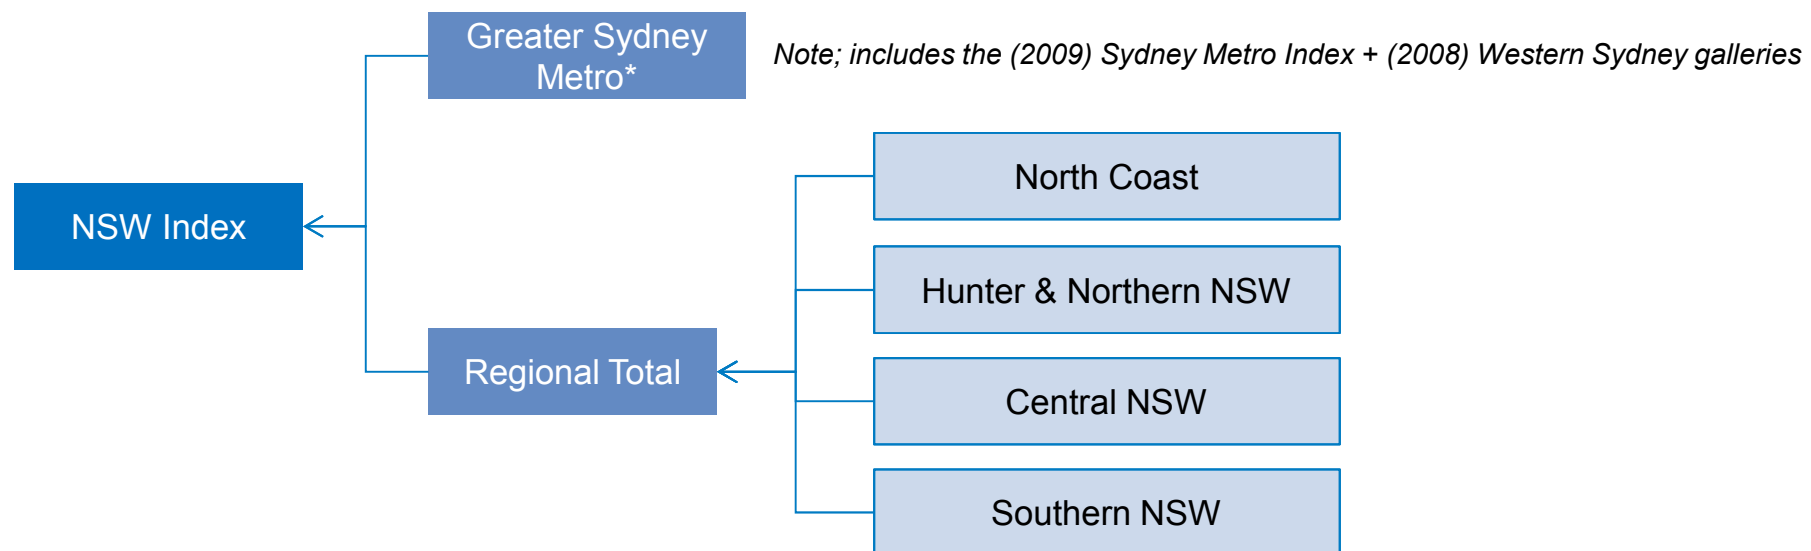 Greater Sydney
Metro*
Note; includes the (2009) Sydney Metro Index + (2008) Western Sydney galleries
North Coast
NSW Index
Hunter & Northern NSW
Regional Total
Central NSW
Southern NSW